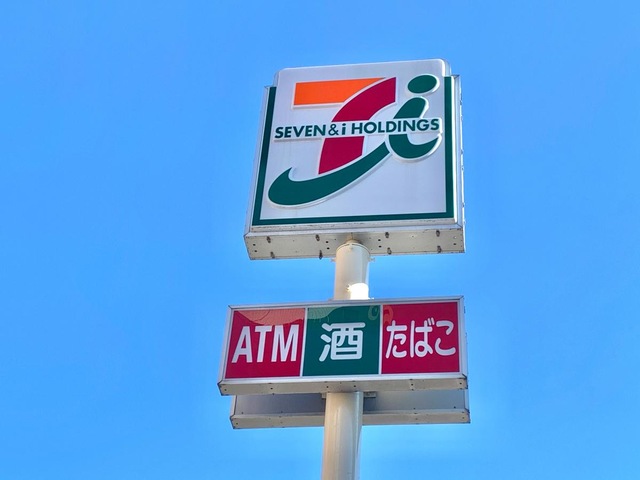 SEVEN & i HOLDINGS
ATM 酒 たばこ